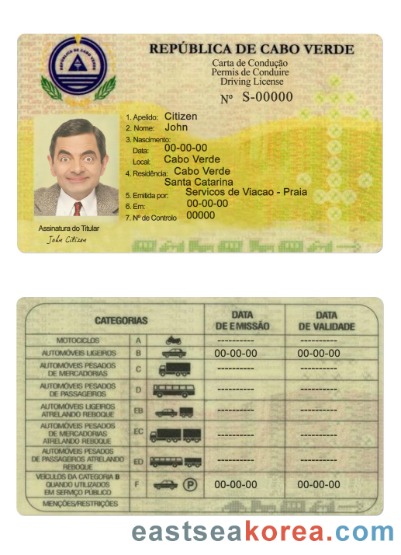 REPÚBLICA DE CABO VERDE
REPÚBLICA DE CABO VERDE
Carta de Condução
Permis de Conduire
Driving License
Nº S-00000
1. Apelido: Citizen
2. Nome: John
3. Nascimento:
Data: 00-00-00
Local: Cabo Verde
4. Residência: Cabo Verde
Santa Catarina
5. Emitida por: Servicos de Viacao - Praia
6. Em: 00-00-00
7. Nº de Controlo 00000
Assinatura do Titular
John Citizen
CATEGORIAS DATA DE EMISSÃO DATA DE VALIDADE
MOTOCICLOS A ---------- ----------
AUTOMÓVEIS LIGEIROS B 00-00-00 00-00-00
AUTOMÓVEIS PESADOS
DE MERCADORIAS C ---------- ----------
AUTOMÓVEIS PESADOS
DE PASSAGEIROS D ---------- ----------
AUTOMÓVEIS LIGEIROS
ATRELANDO REBOQUE EB ---------- ----------
AUTOMÓVEIS PESADOS
DE MERCADORIAS
ATRELANDO REBOQUE EC ---------- ----------
AUTOMÓVEIS PESADOS
DE PASSAGEIROS ATRELANDO
REBOQUE ED ---------- ----------
VEÍCULOS DA CATEGORIA B
QUANDO UTILIZADOS
EM SERVIÇO PÚBLICO F P 00-00-00 00-00-00
MENÇÕES/RESTRIÇÕES
eastseakorea.com